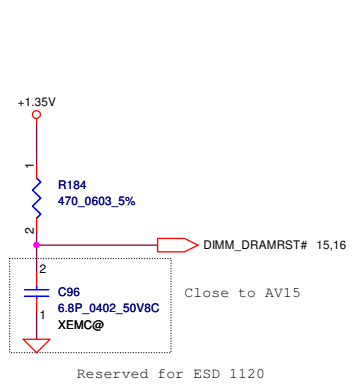 +1.35V
1
R184
470_0603_5%
2
DIMM_DRAMRST# 15,16
2
C96
6.8P_0402_50V8C
Close to AV15
1
XEMC@
Reserved for ESD 1120